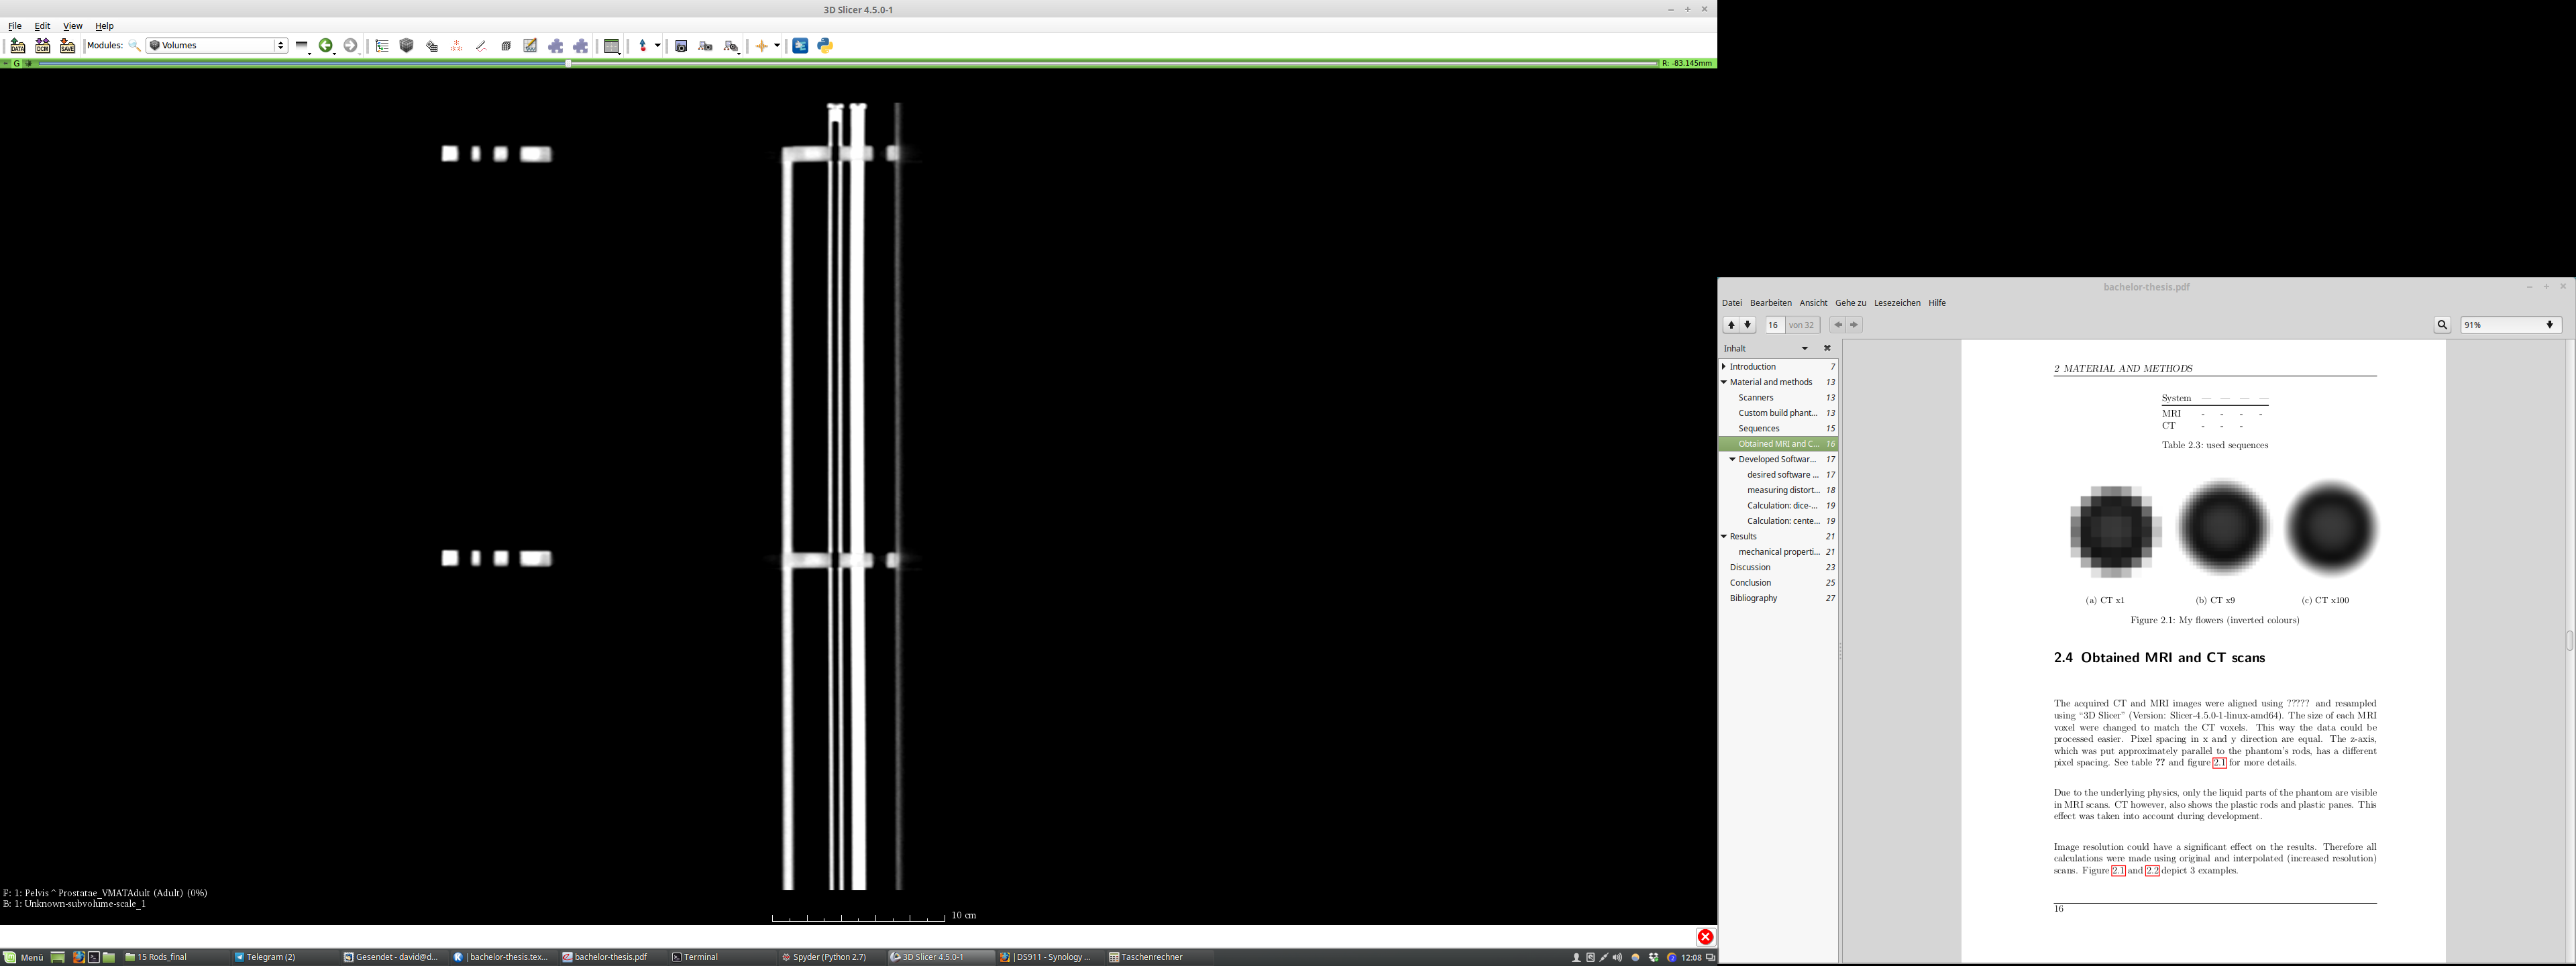 3D Slicer 4.5.0-1
File Edit View Help
DATA DCM SAVE Modules: Volumes
G R: -83.145mm
F: 1: Pelvis^Prostatae_VMATAdult (Adult) (0%)
B: 1: Unknown-subvolume-scale_1
10 cm
Menü 15 Rods_final Telegram (2) Gesendet - david@d... |bachelor-thesis.tex... bachelor-thesis.pdf Terminal Spyder (Python 2.7) 3D Slicer 4.5.0-1 |DS911 - Synology ... Taschenrechner 12:08
bachelor-thesis.pdf
Datei Bearbeiten Ansicht Gehe zu Lesezeichen Hilfe
16 von 32 91%
Inhalt
Introduction 7
Material and methods 13
Scanners 13
Custom build phant... 13
Sequences 15
Obtained MRI and C... 16
Developed Softwar... 17
desired software ... 17
measuring distort... 18
Calculation: dice-... 19
Calculation: cente... 19
Results 21
mechanical properti... 21
Discussion 23
Conclusion 25
Bibliography 27
2 MATERIAL AND METHODS
System — — — —
MRI - - - -
CT - - -
Table 2.3: used sequences
(a) CT x1 (b) CT x9 (c) CT x100
Figure 2.1: My flowers (inverted colours)
2.4 Obtained MRI and CT scans
The acquired CT and MRI images were aligned using ????? and resampled
using “3D Slicer” (Version: Slicer-4.5.0-1-linux-amd64). The size of each MRI
voxel were changed to match the CT voxels. This way the data could be
processed easier. Pixel spacing in x and y direction are equal. The z-axis,
which was put approximately parallel to the phantom's rods, has a different
pixel spacing. See table ?? and figure 2.1 for more details.
Due to the underlying physics, only the liquid parts of the phantom are visible
in MRI scans. CT however, also shows the plastic rods and plastic panes. This
effect was taken into account during development.
Image resolution could have a significant effect on the results. Therefore all
calculations were made using original and interpolated (increased resolution)
scans. Figure 2.1 and 2.2 depict 3 examples.
16